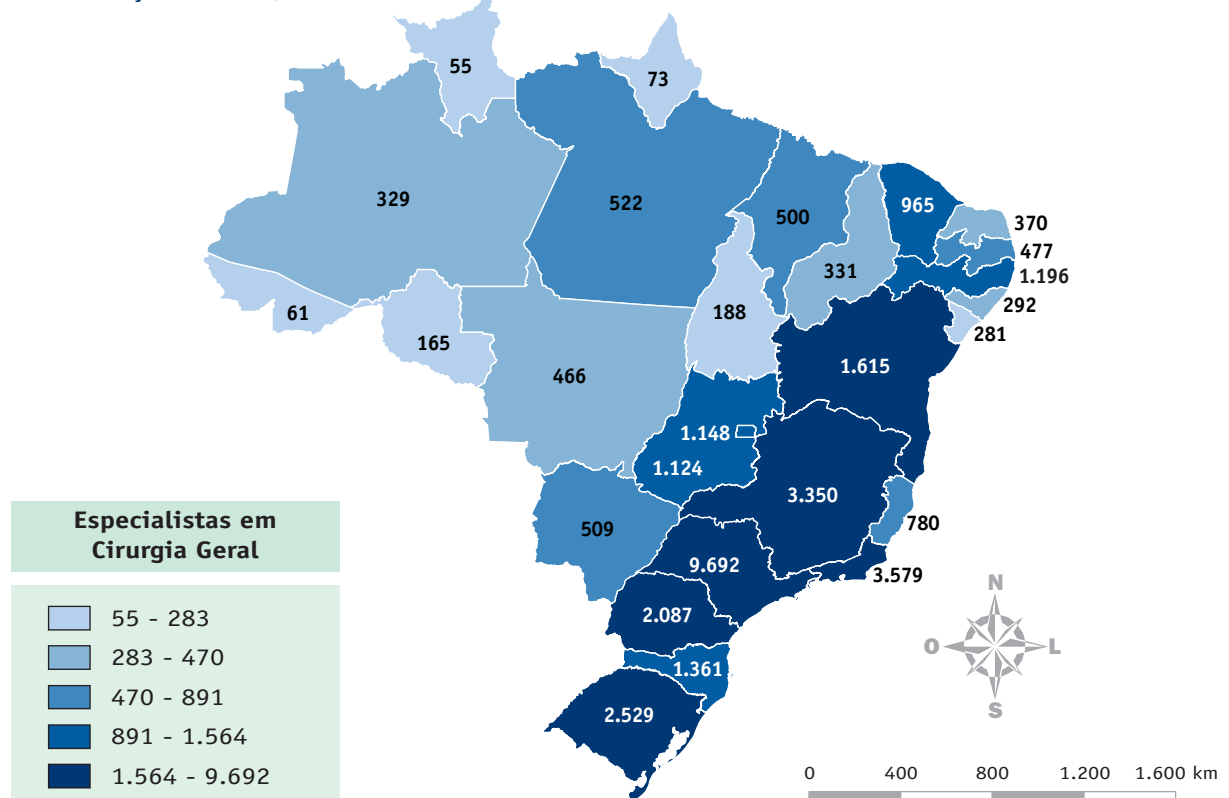 55
73
329
522
500
965
370
477
1.196
331
292
281
61
165
188
466
1.615
1.148
1.124
3.350
780
509
9.692
3.579
2.087
1.361
2.529
Especialistas em
Cirurgia Geral
55 - 283
283 - 470
470 - 891
891 - 1.564
1.564 - 9.692
N
O
L
S
0 400 800 1.200 1.600 km